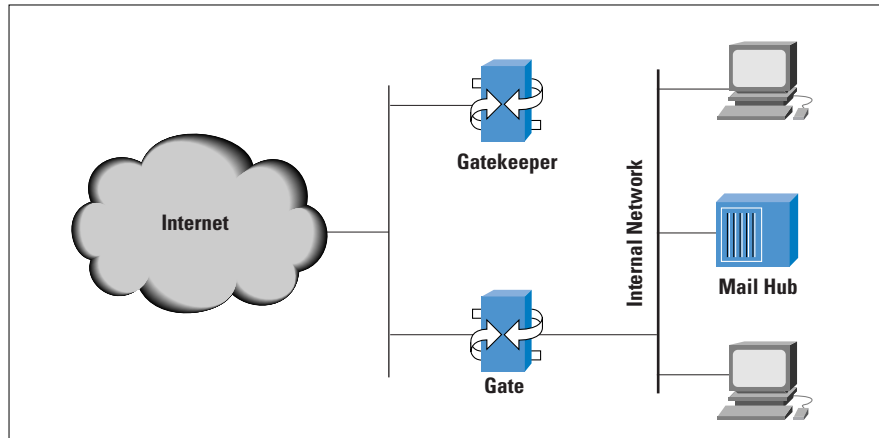 Gatekeeper
Internet
Internal Network
Mail Hub
Gate